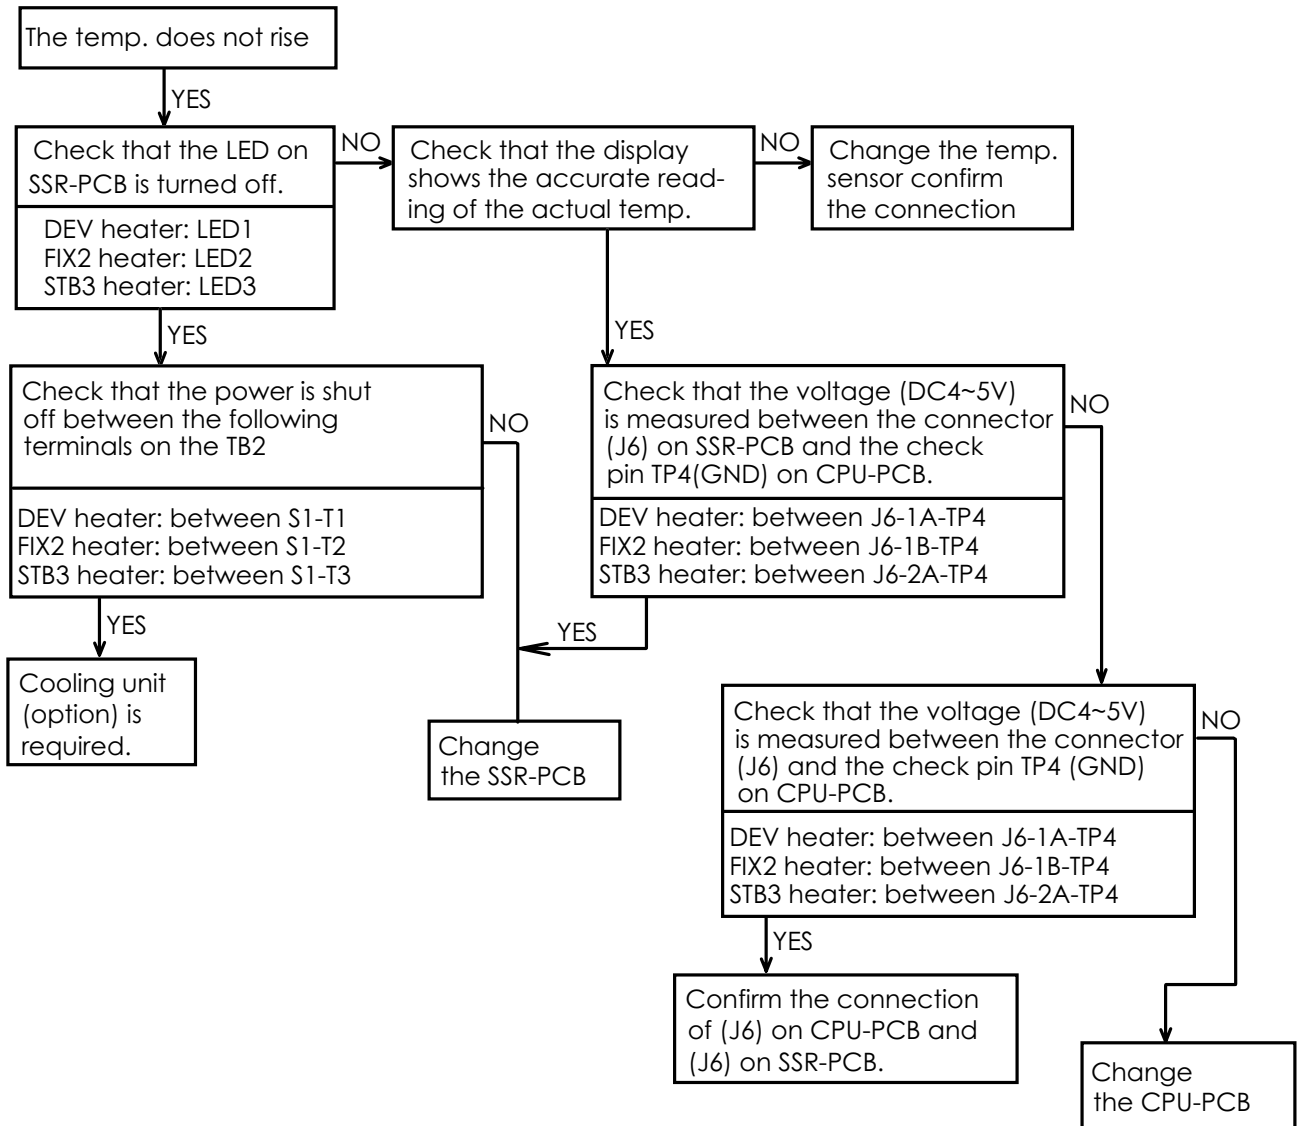 The temp. does not rise
YES
Check that the LED on
SSR-PCB is turned off.
DEV heater: LED1
FIX2 heater: LED2
STB3 heater: LED3
NO
Check that the display
shows the accurate read-
ing of the actual temp.
NO
Change the temp.
sensor confirm
the connection
YES
Check that the power is shut
off between the following
terminals on the TB2
DEV heater: between S1-T1
FIX2 heater: between S1-T2
STB3 heater: between S1-T3
NO
YES
Check that the voltage (DC4~5V)
is measured between the connector
(J6) on SSR-PCB and the check
pin TP4(GND) on CPU-PCB.
DEV heater: between J6-1A-TP4
FIX2 heater: between J6-1B-TP4
STB3 heater: between J6-2A-TP4
NO
YES
Cooling unit
(option) is
required.
YES
Change
the SSR-PCB
Check that the voltage (DC4~5V)
is measured between the connector
(J6) and the check pin TP4 (GND)
on CPU-PCB.
DEV heater: between J6-1A-TP4
FIX2 heater: between J6-1B-TP4
STB3 heater: between J6-2A-TP4
NO
YES
Confirm the connection
of (J6) on CPU-PCB and
(J6) on SSR-PCB.
Change
the CPU-PCB